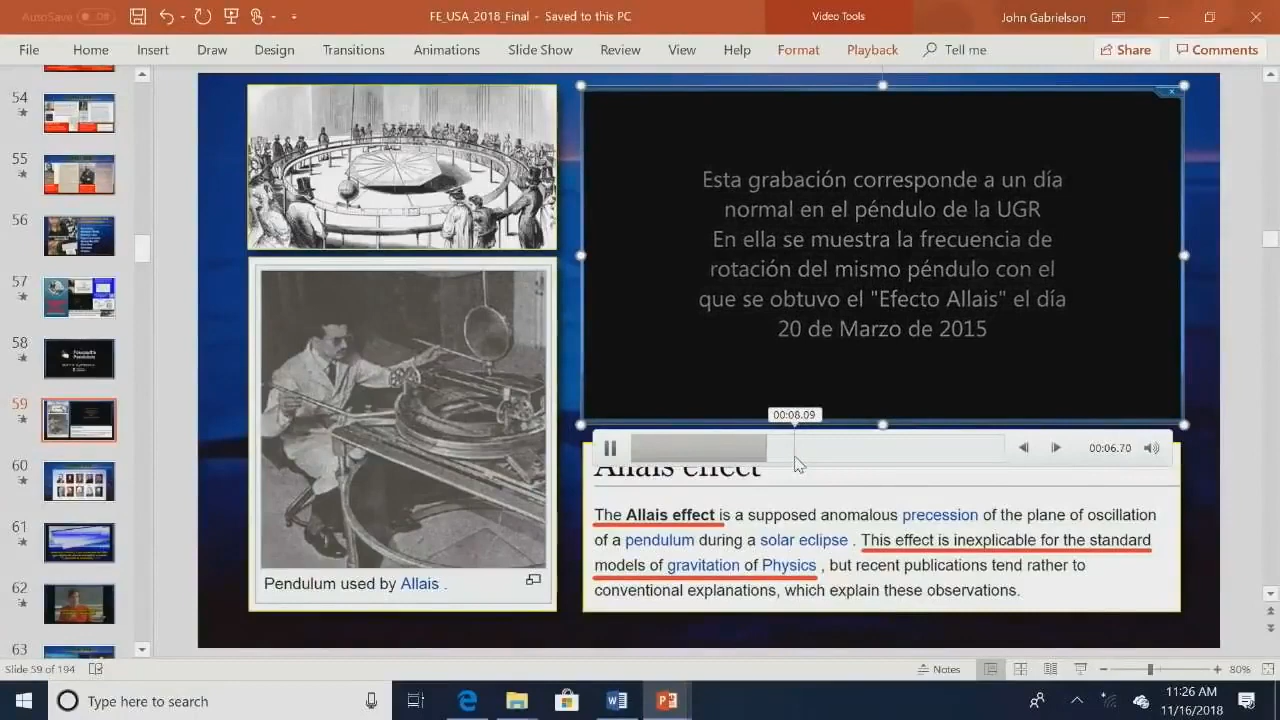 AutoSave Off
FE_USA_2018_Final - Saved to this PC
Video Tools
John Gabrielson
File Home Insert Draw Design Transitions Animations Slide Show Review View Help Format Playback Tell me Share Comments
54
55
56
57
58
59
60
61
62
63
Esta grabación corresponde a un día
normal en el péndulo de la UGR
En ella se muestra la frecuencia de
rotación del mismo péndulo con el
que se obtuvo el "Efecto Allais" el día
20 de Marzo de 2015
00:08.09
00:06.70
Allais effect
The Allais effect is a supposed anomalous precession of the plane of oscillation
of a pendulum during a solar eclipse . This effect is inexplicable for the standard
models of gravitation of Physics , but recent publications tend rather to
conventional explanations, which explain these observations.
Pendulum used by Allais .
Slide 59 of 194
Notes
80%
Type here to search
11:26 AM
11/16/2018